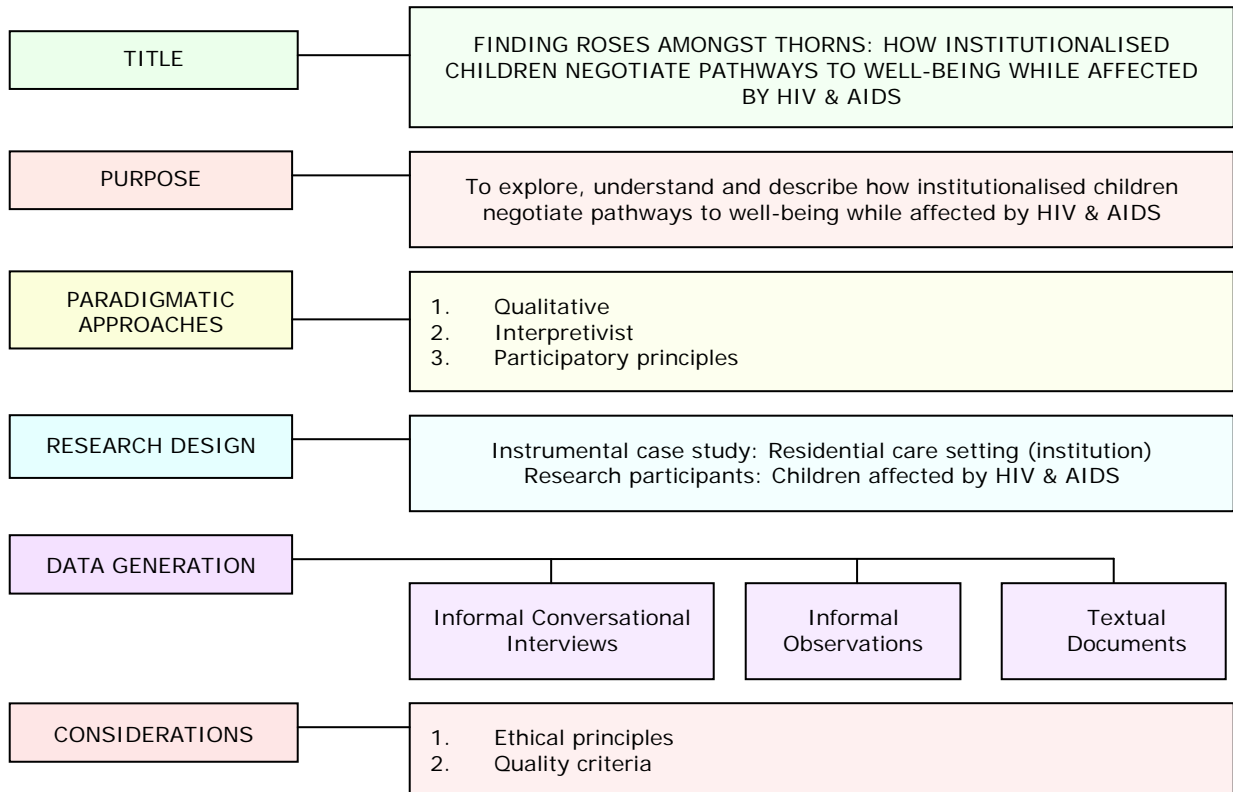 TITLE
FINDING ROSES AMONGST THORNS: HOW INSTITUTIONALISED
CHILDREN NEGOTIATE PATHWAYS TO WELL-BEING WHILE AFFECTED
BY HIV & AIDS
PURPOSE
To explore, understand and describe how institutionalised children
negotiate pathways to well-being while affected by HIV & AIDS
PARADIGMATIC
APPROACHES
1. Qualitative
2. Interpretivist
3. Participatory principles
RESEARCH DESIGN
Instrumental case study: Residential care setting (institution)
Research participants: Children affected by HIV & AIDS
DATA GENERATION
Informal Conversational
Interviews
Informal
Observations
Textual
Documents
CONSIDERATIONS
1. Ethical principles
2. Quality criteria